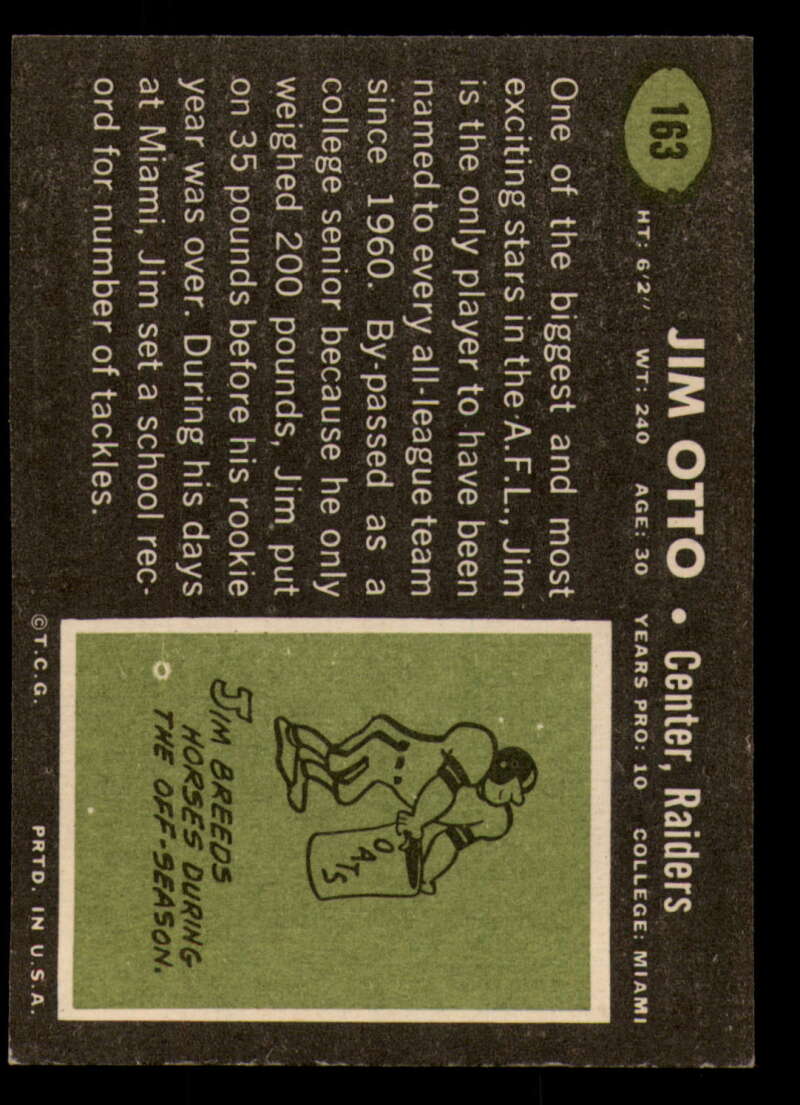 163
JIM OTTO • Center, Raiders
HT: 6'2" WT: 240 AGE: 30 YEARS PRO: 10 COLLEGE: MIAMI
One of the biggest and most
exciting stars in the A.F.L., Jim
is the only player to have been
named to every all-league team
since 1960. By-passed as a
college senior because he only
weighed 200 pounds, Jim put
on 35 pounds before his rookie
year was over. During his days
at Miami, Jim set a school rec-
ord for number of tackles.
OATS
JIM BREEDS
HORSES DURING
THE OFF-SEASON.
©T.C.G. PRTD. IN U.S.A.